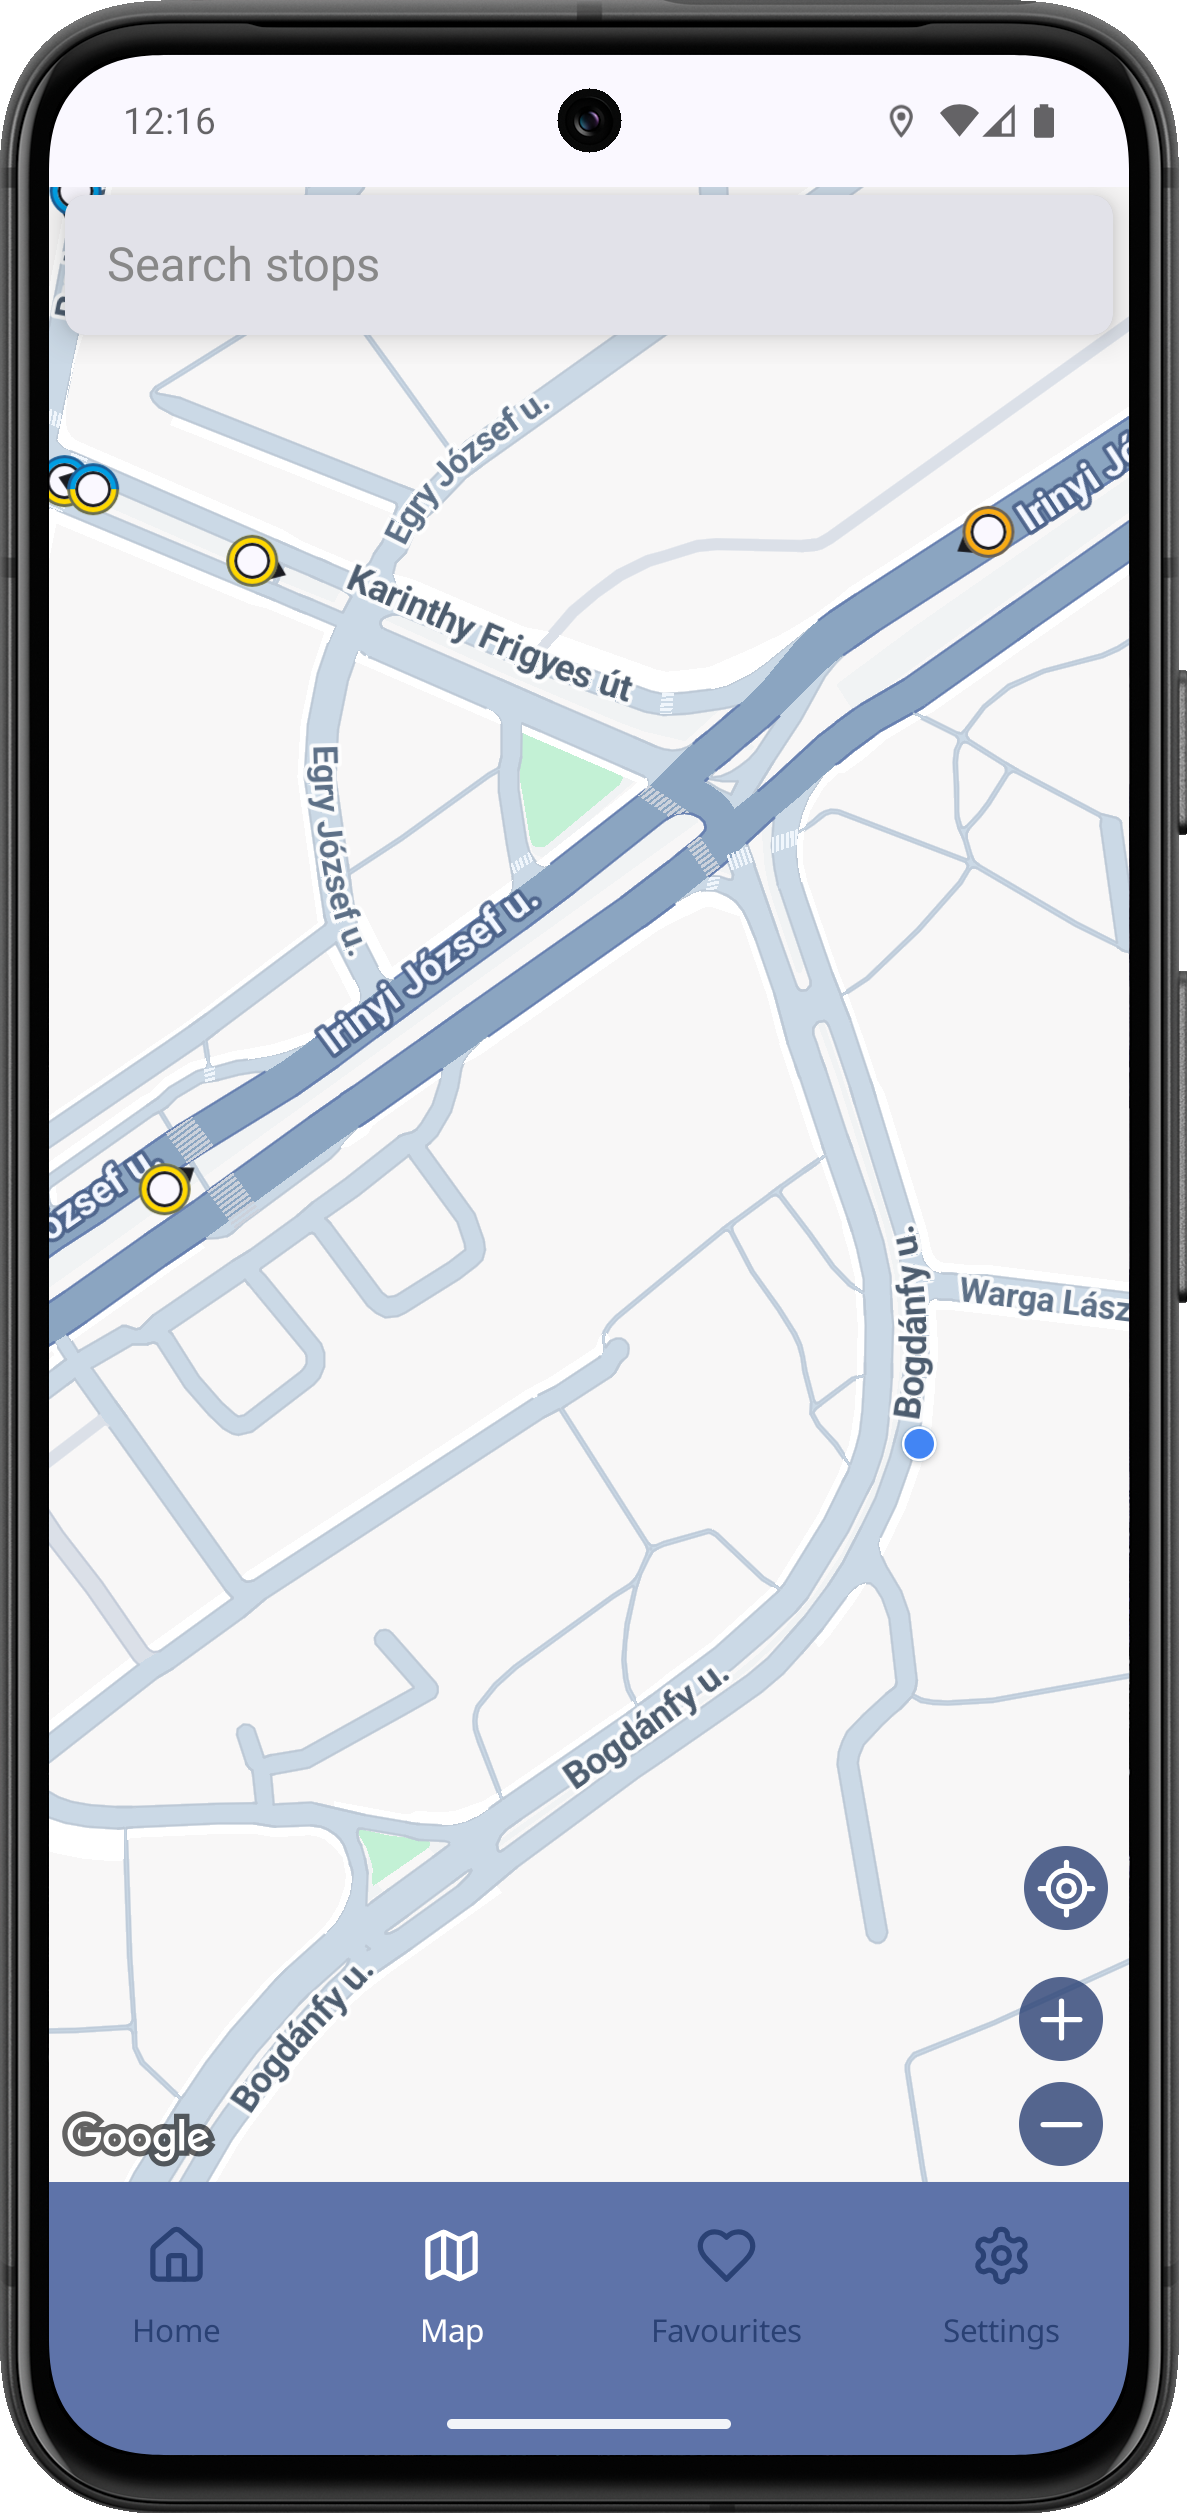 12:16
Search stops
Egry József u.
Irinyi Jó
Karinthy Frigyes út
Egry József u.
Irinyi József u.
ózsef u.
Bogdánfy u.
Warga Lász
Bogdánfy u.
Bogdánfy u.
Google
Home
Map
Favourites
Settings